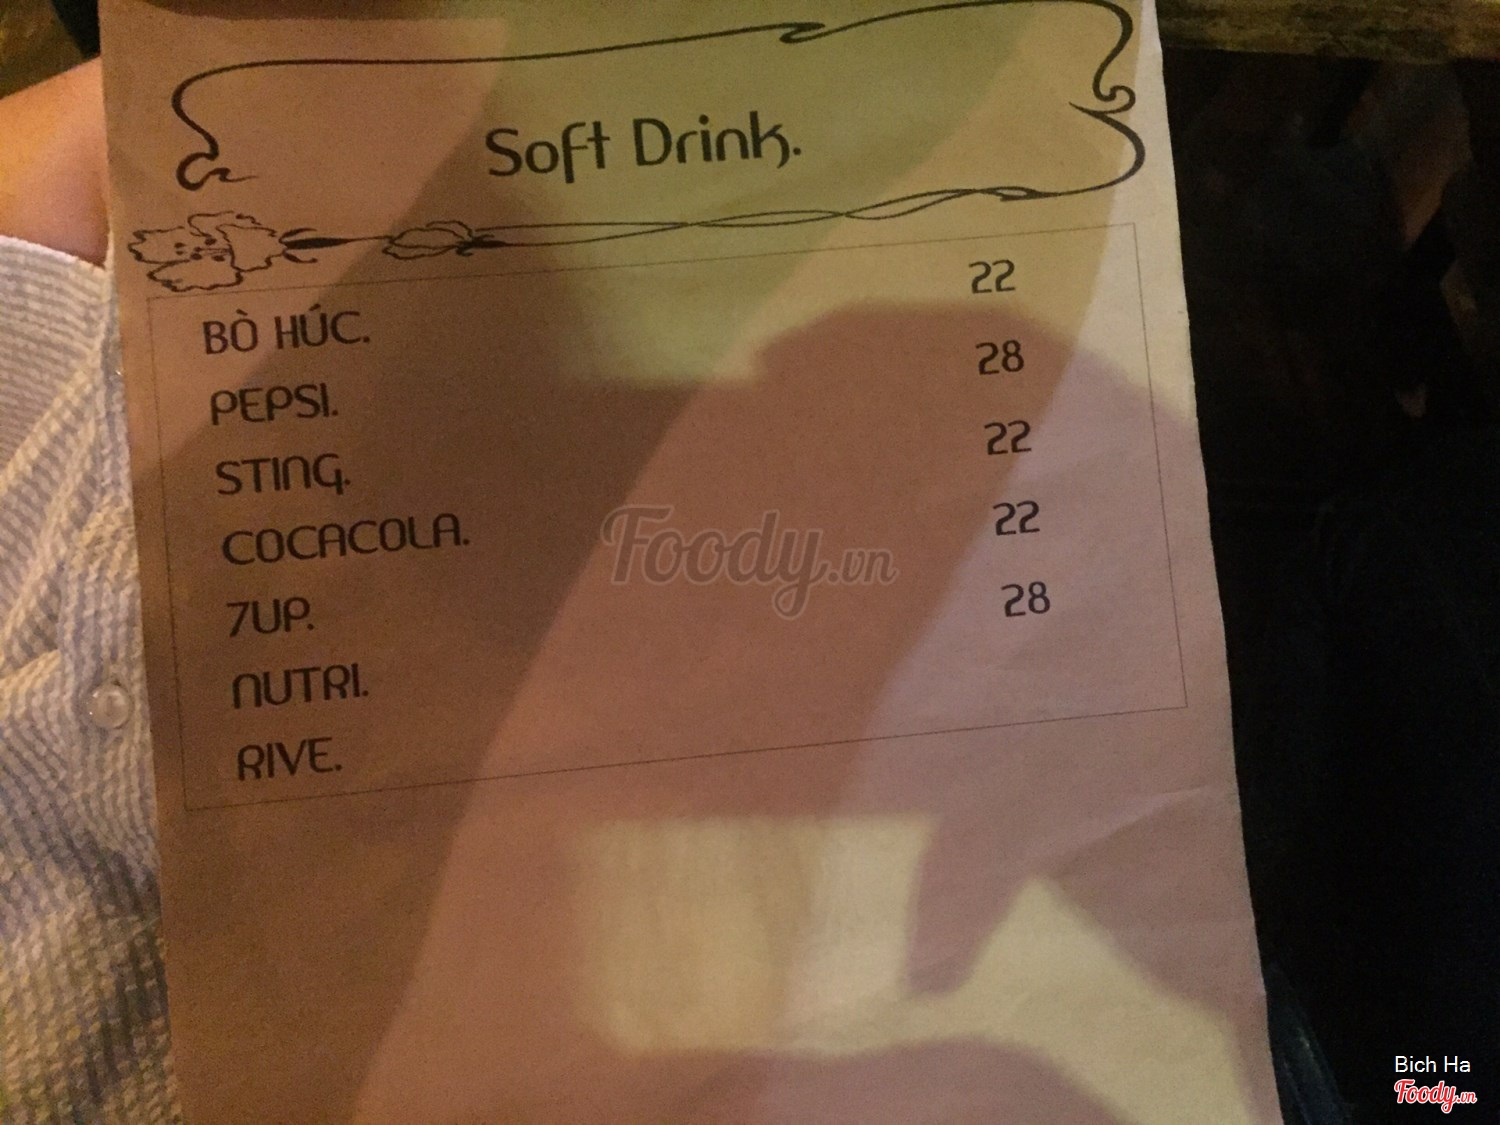 Soft Drink.
22
BÒ HÚC.
28
PEPSI.
22
STING.
22
COCACOLA.
28
7UP.
NUTRI.
RIVE.
Foody.vn
Bich Ha
Foody.vn